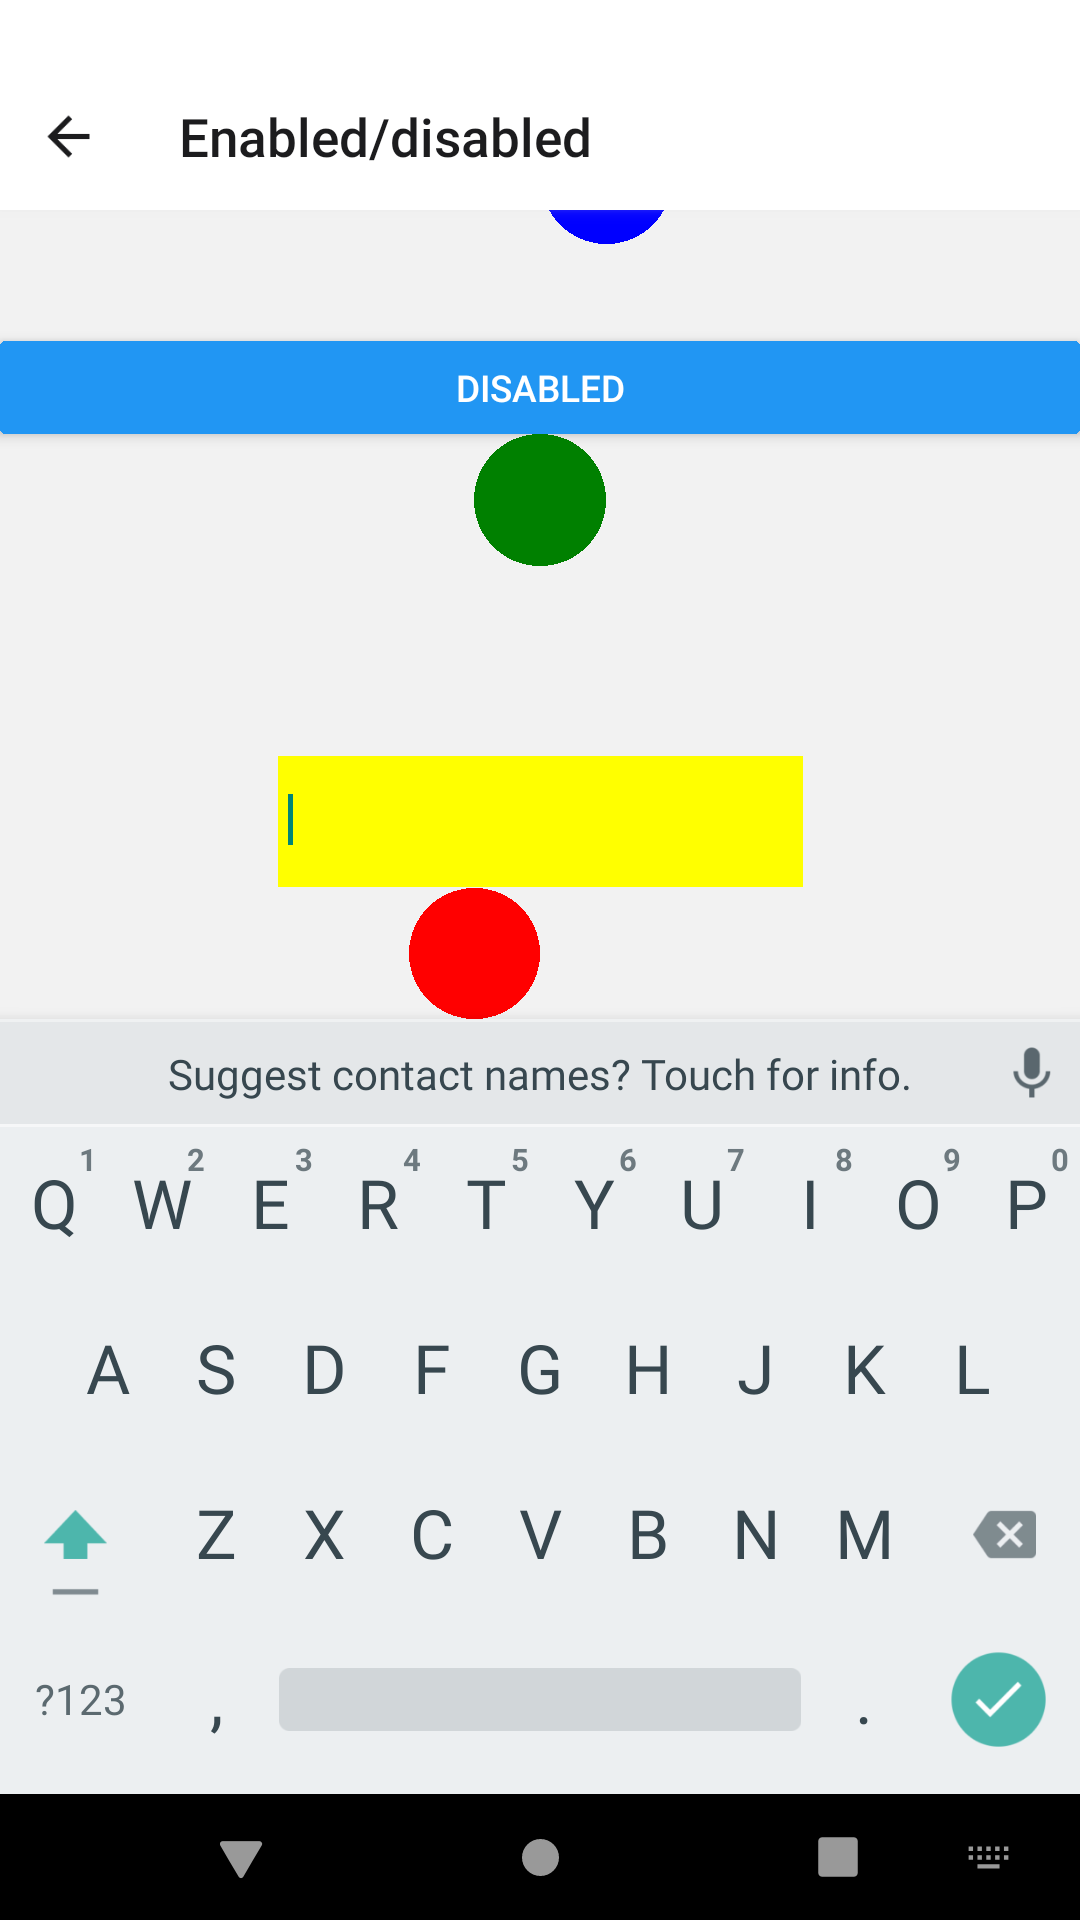 Enabled/disabled
DISABLED
Suggest contact names? Touch for info.
1 2 3 4 5 6 7 8 9 0
Q W E R T Y U I O P
A S D F G H J K L
Z X C V B N M
?123 , .